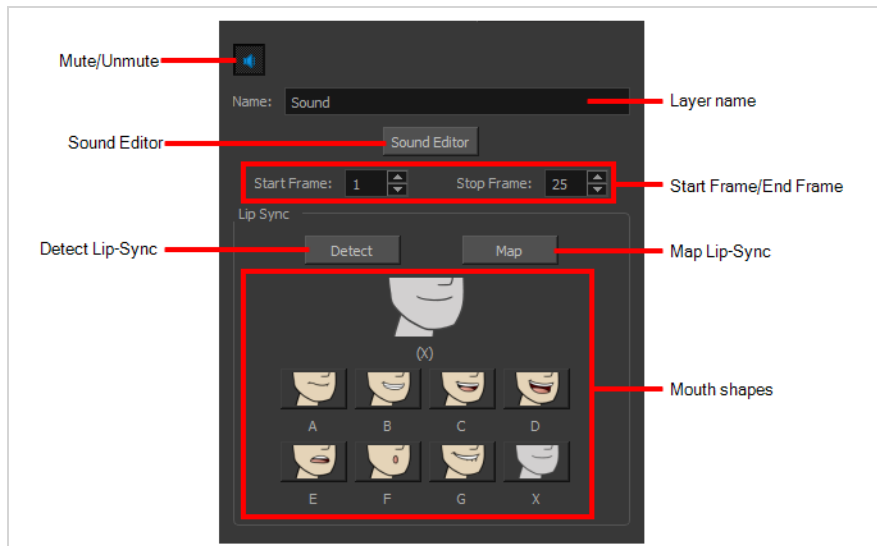 Mute/Unmute
Name: Sound
Layer name
Sound Editor
Sound Editor
Start Frame: 1 Stop Frame: 25
Start Frame/End Frame
Lip Sync
Detect Lip-Sync
Detect Map
Map Lip-Sync
(X)
Mouth shapes
A B C D
E F G X